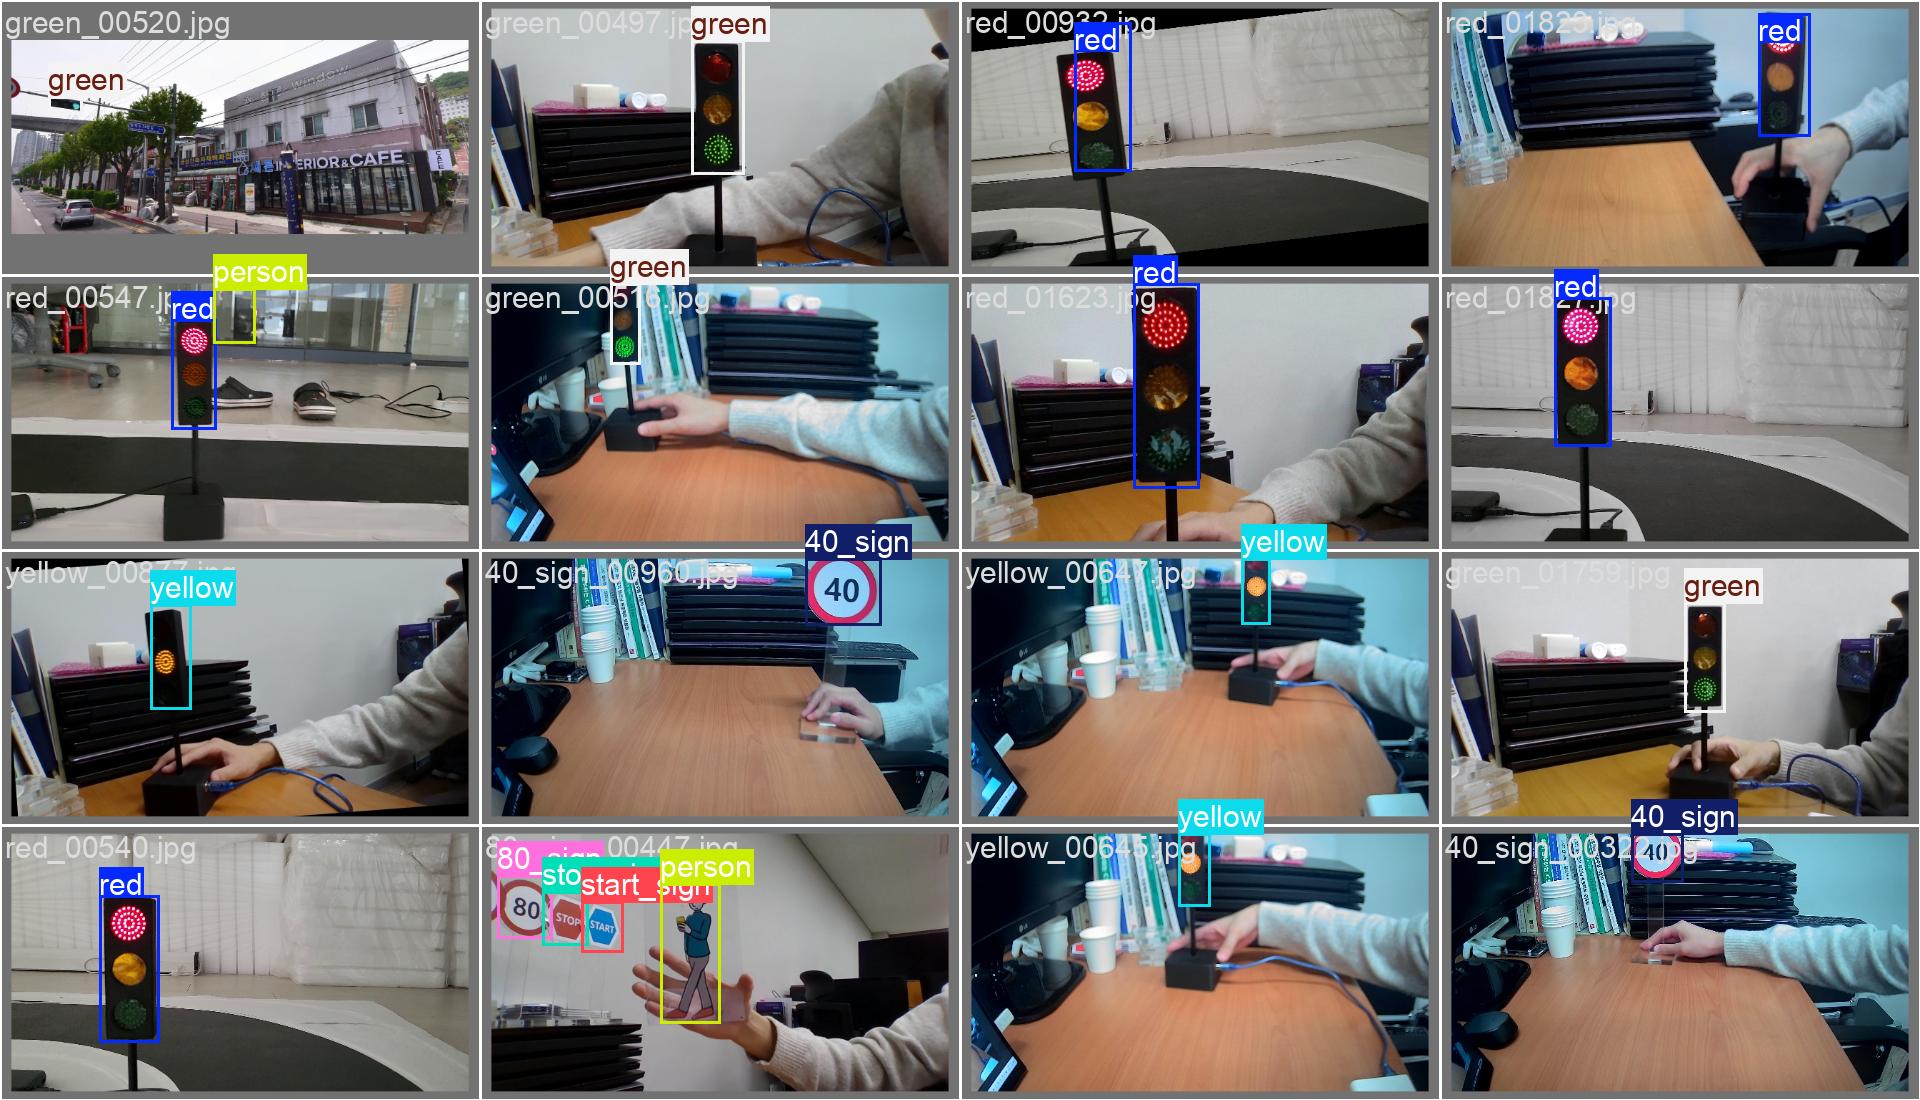 green_00520.jpg
green
INTERIOR&CAFE
green_00497.jpg
green
red_00932.jpg
red
red_01829.jpg
red
red_00547.jpg
red
person
green_00516.jpg
green
red_01623.jpg
red
red_01827.jpg
red
yellow_00877.jpg
yellow
40_sign_00960.jpg
40_sign
40
yellow_00647.jpg
yellow
green_01759.jpg
green
red_00540.jpg
red
80_sign_00447.jpg
80_sign
start_sign
person
80
STOP
START
yellow_00645.jpg
yellow
40_sign_00322.jpg
40_sign
40